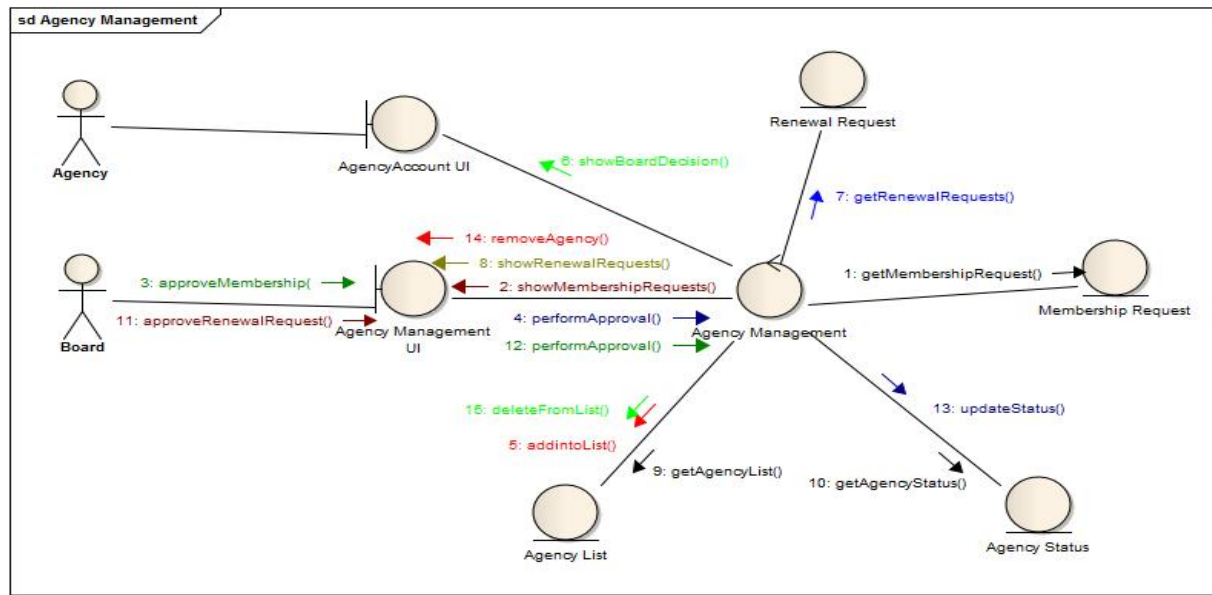 sd Agency Management
Renewal Request
Agency
AgencyAccount UI
6: showBoardDecision()
7: getRenewalRequests()
14: removeAgency()
8: showRenewalRequests()
3: approveMembership(
2: showMembershipRequests()
1: getMembershipRequest()
Membership Request
11: approveRenewalRequest()
Agency Management
UI
4: performApproval()
Agency Management
Board
12: performApproval()
15: deleteFromList()
13: updateStatus()
5: addintoList()
9: getAgencyList()
10: getAgencyStatus()
Agency List
Agency Status